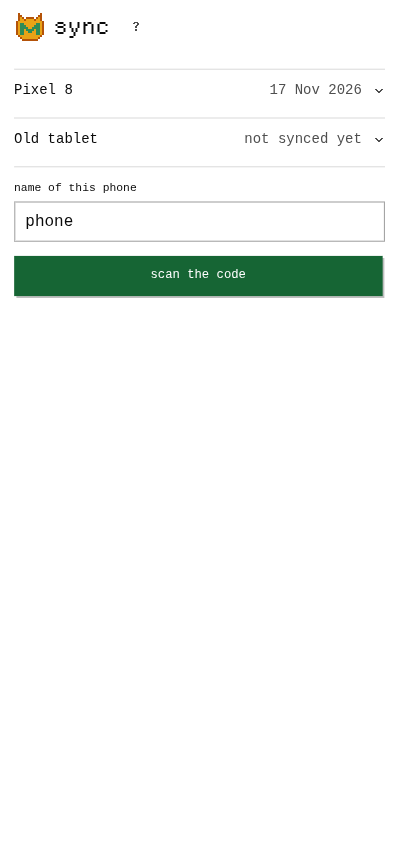 sync ?
Pixel 8 17 Nov 2026
Old tablet not synced yet
name of this phone
phone
scan the code